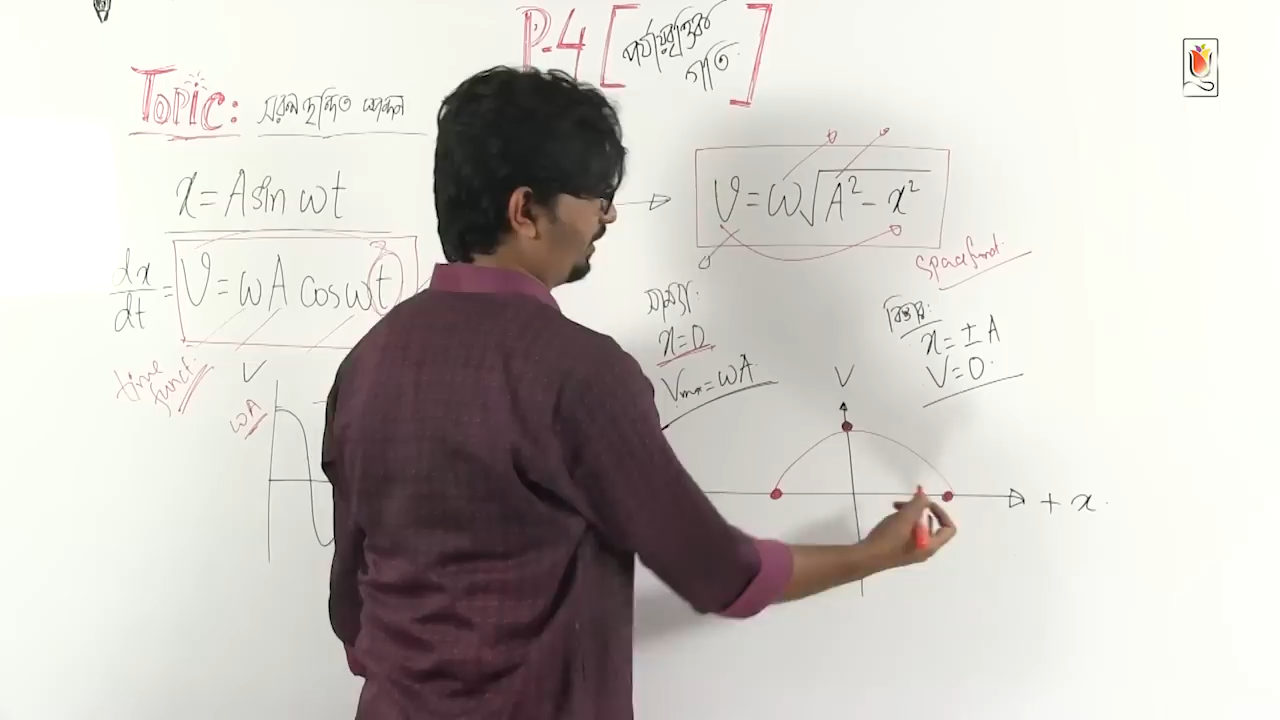 P-4 [পর্যায়বৃত্তিক
গতি]
Topic: সরল ছন্দিত স্পন্দন
x = A sin ωt
dx/dt = V = ωA cos ωt
time
funct.
V = ω√(A² - x²)
Space funct.
সাম্য:
x = 0
Vmax = ωA
বিস্তার:
x = ± A
V = 0.
V
ωA
V
+ x